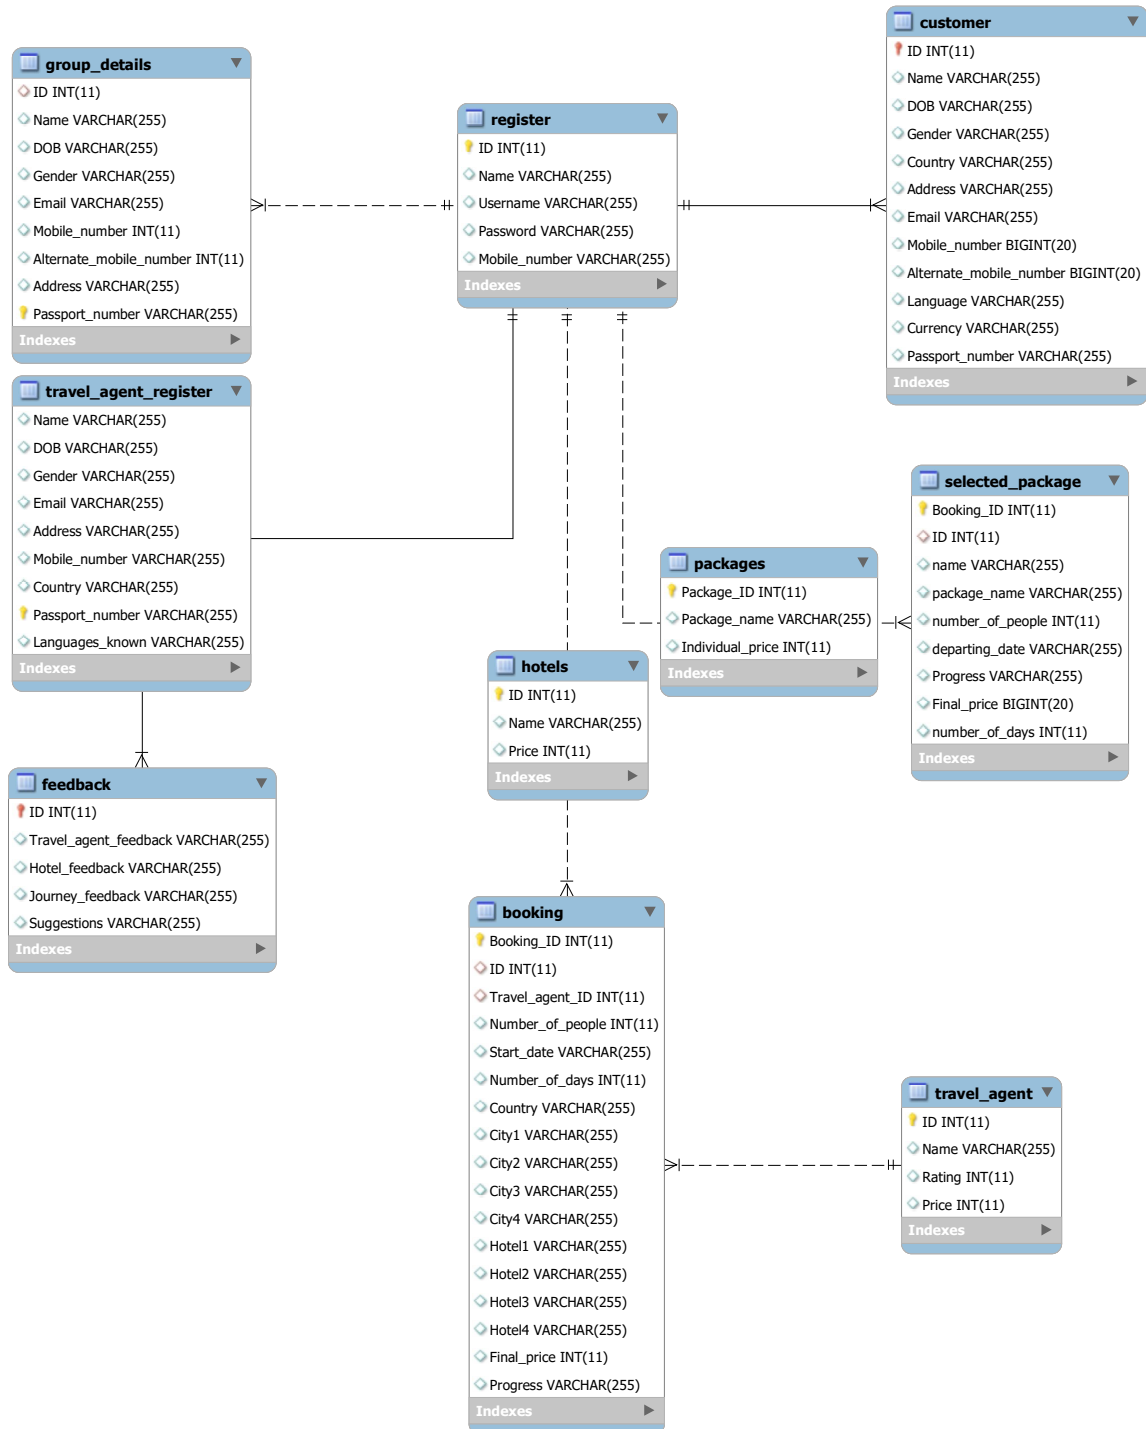 group_details
ID INT(11)
Name VARCHAR(255)
DOB VARCHAR(255)
Gender VARCHAR(255)
Email VARCHAR(255)
Mobile_number INT(11)
Alternate_mobile_number INT(11)
Address VARCHAR(255)
Passport_number VARCHAR(255)
Indexes
register
ID INT(11)
Name VARCHAR(255)
Username VARCHAR(255)
Password VARCHAR(255)
Mobile_number VARCHAR(255)
Indexes
customer
ID INT(11)
Name VARCHAR(255)
DOB VARCHAR(255)
Gender VARCHAR(255)
Country VARCHAR(255)
Address VARCHAR(255)
Email VARCHAR(255)
Mobile_number BIGINT(20)
Alternate_mobile_number BIGINT(20)
Language VARCHAR(255)
Currency VARCHAR(255)
Passport_number VARCHAR(255)
Indexes
travel_agent_register
Name VARCHAR(255)
DOB VARCHAR(255)
Gender VARCHAR(255)
Email VARCHAR(255)
Address VARCHAR(255)
Mobile_number VARCHAR(255)
Country VARCHAR(255)
Passport_number VARCHAR(255)
Languages_known VARCHAR(255)
Indexes
packages
Package_ID INT(11)
Package_name VARCHAR(255)
Individual_price INT(11)
Indexes
selected_package
Booking_ID INT(11)
ID INT(11)
name VARCHAR(255)
package_name VARCHAR(255)
number_of_people INT(11)
departing_date VARCHAR(255)
Progress VARCHAR(255)
Final_price BIGINT(20)
number_of_days INT(11)
Indexes
hotels
ID INT(11)
Name VARCHAR(255)
Price INT(11)
Indexes
feedback
ID INT(11)
Travel_agent_feedback VARCHAR(255)
Hotel_feedback VARCHAR(255)
Journey_feedback VARCHAR(255)
Suggestions VARCHAR(255)
Indexes
booking
Booking_ID INT(11)
ID INT(11)
Travel_agent_ID INT(11)
Number_of_people INT(11)
Start_date VARCHAR(255)
Number_of_days INT(11)
Country VARCHAR(255)
City1 VARCHAR(255)
City2 VARCHAR(255)
City3 VARCHAR(255)
City4 VARCHAR(255)
Hotel1 VARCHAR(255)
Hotel2 VARCHAR(255)
Hotel3 VARCHAR(255)
Hotel4 VARCHAR(255)
Final_price INT(11)
Progress VARCHAR(255)
Indexes
travel_agent
ID INT(11)
Name VARCHAR(255)
Rating INT(11)
Price INT(11)
Indexes